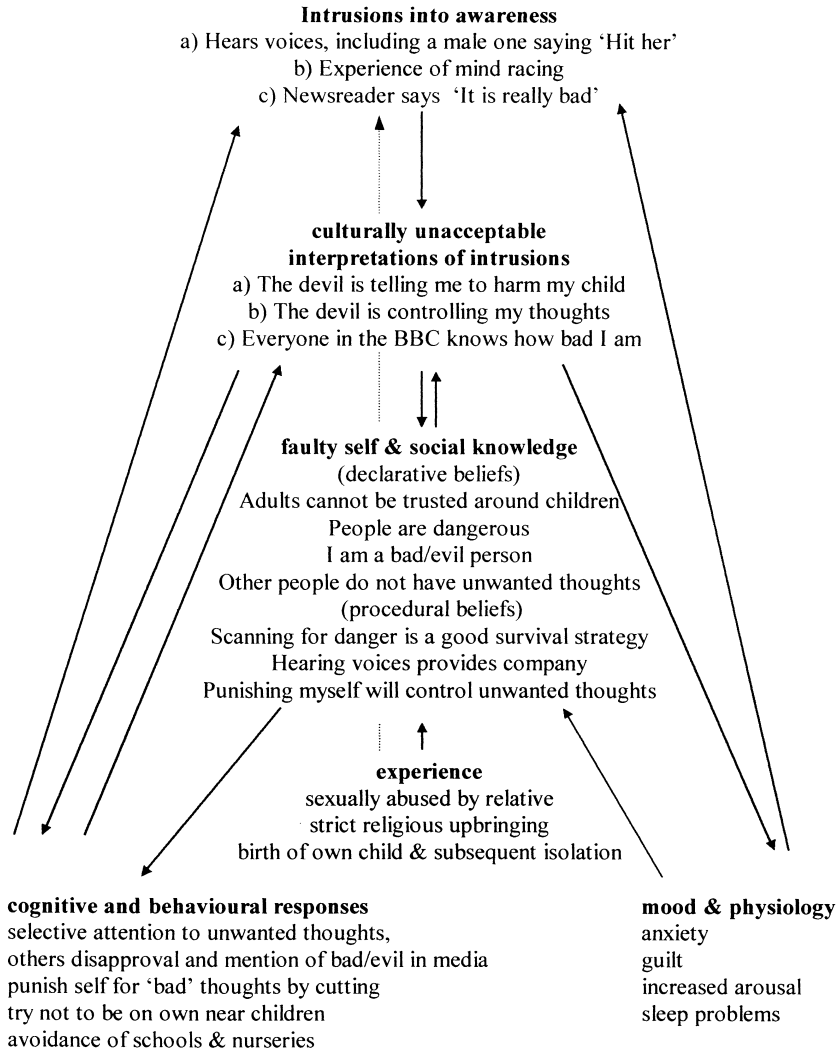 Intrusions into awareness
a) Hears voices, including a male one saying ‘Hit her’
b) Experience of mind racing
c) Newsreader says ‘It is really bad’
culturally unacceptable
interpretations of intrusions
a) The devil is telling me to harm my child
b) The devil is controlling my thoughts
c) Everyone in the BBC knows how bad I am
faulty self & social knowledge
(declarative beliefs)
Adults cannot be trusted around children
People are dangerous
I am a bad/evil person
Other people do not have unwanted thoughts
(procedural beliefs)
Scanning for danger is a good survival strategy
Hearing voices provides company
Punishing myself will control unwanted thoughts
experience
sexually abused by relative
strict religious upbringing
birth of own child & subsequent isolation
cognitive and behavioural responses
selective attention to unwanted thoughts,
others disapproval and mention of bad/evil in media
punish self for ‘bad’ thoughts by cutting
try not to be on own near children
avoidance of schools & nurseries
mood & physiology
anxiety
guilt
increased arousal
sleep problems